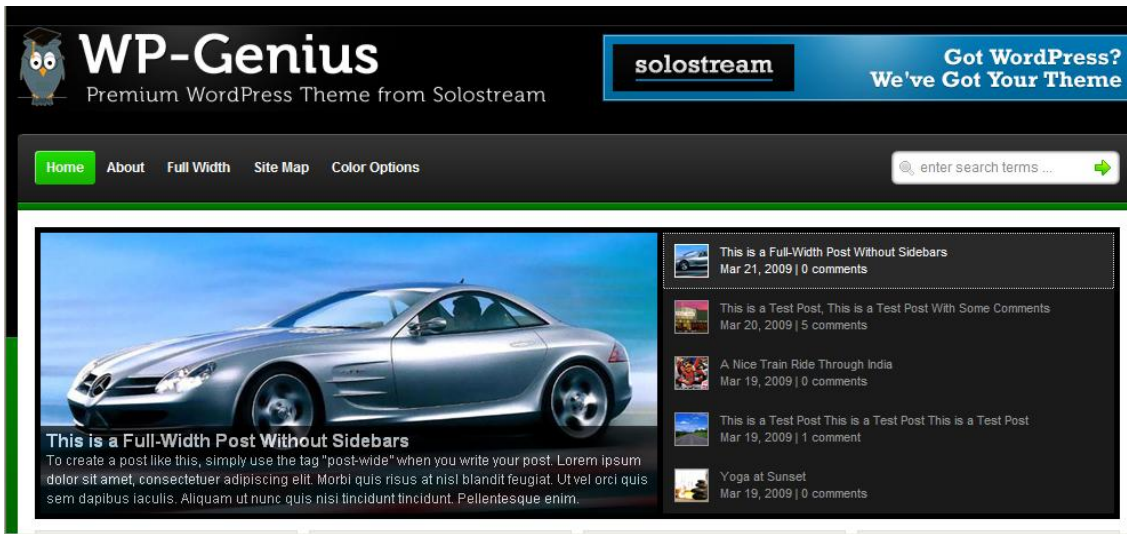 WP-Genius
Premium WordPress Theme from Solostream
solostream
Got WordPress?
We've Got Your Theme
Home About Full Width Site Map Color Options
enter search terms ...
This is a Full-Width Post Without Sidebars
To create a post like this, simply use the tag "post-wide" when you write your post. Lorem ipsum
dolor sit amet, consectetuer adipiscing elit. Morbi quis risus at nisl blandit feugiat. Ut vel orci quis
sem dapibus iaculis. Aliquam ut nunc quis nisi tincidunt tincidunt. Pellentesque enim.
This is a Full-Width Post Without Sidebars
Mar 21, 2009 | 0 comments
This is a Test Post, This is a Test Post With Some Comments
Mar 20, 2009 | 5 comments
A Nice Train Ride Through India
Mar 19, 2009 | 0 comments
This is a Test Post This is a Test Post This is a Test Post
Mar 19, 2009 | 1 comment
Yoga at Sunset
Mar 19, 2009 | 0 comments